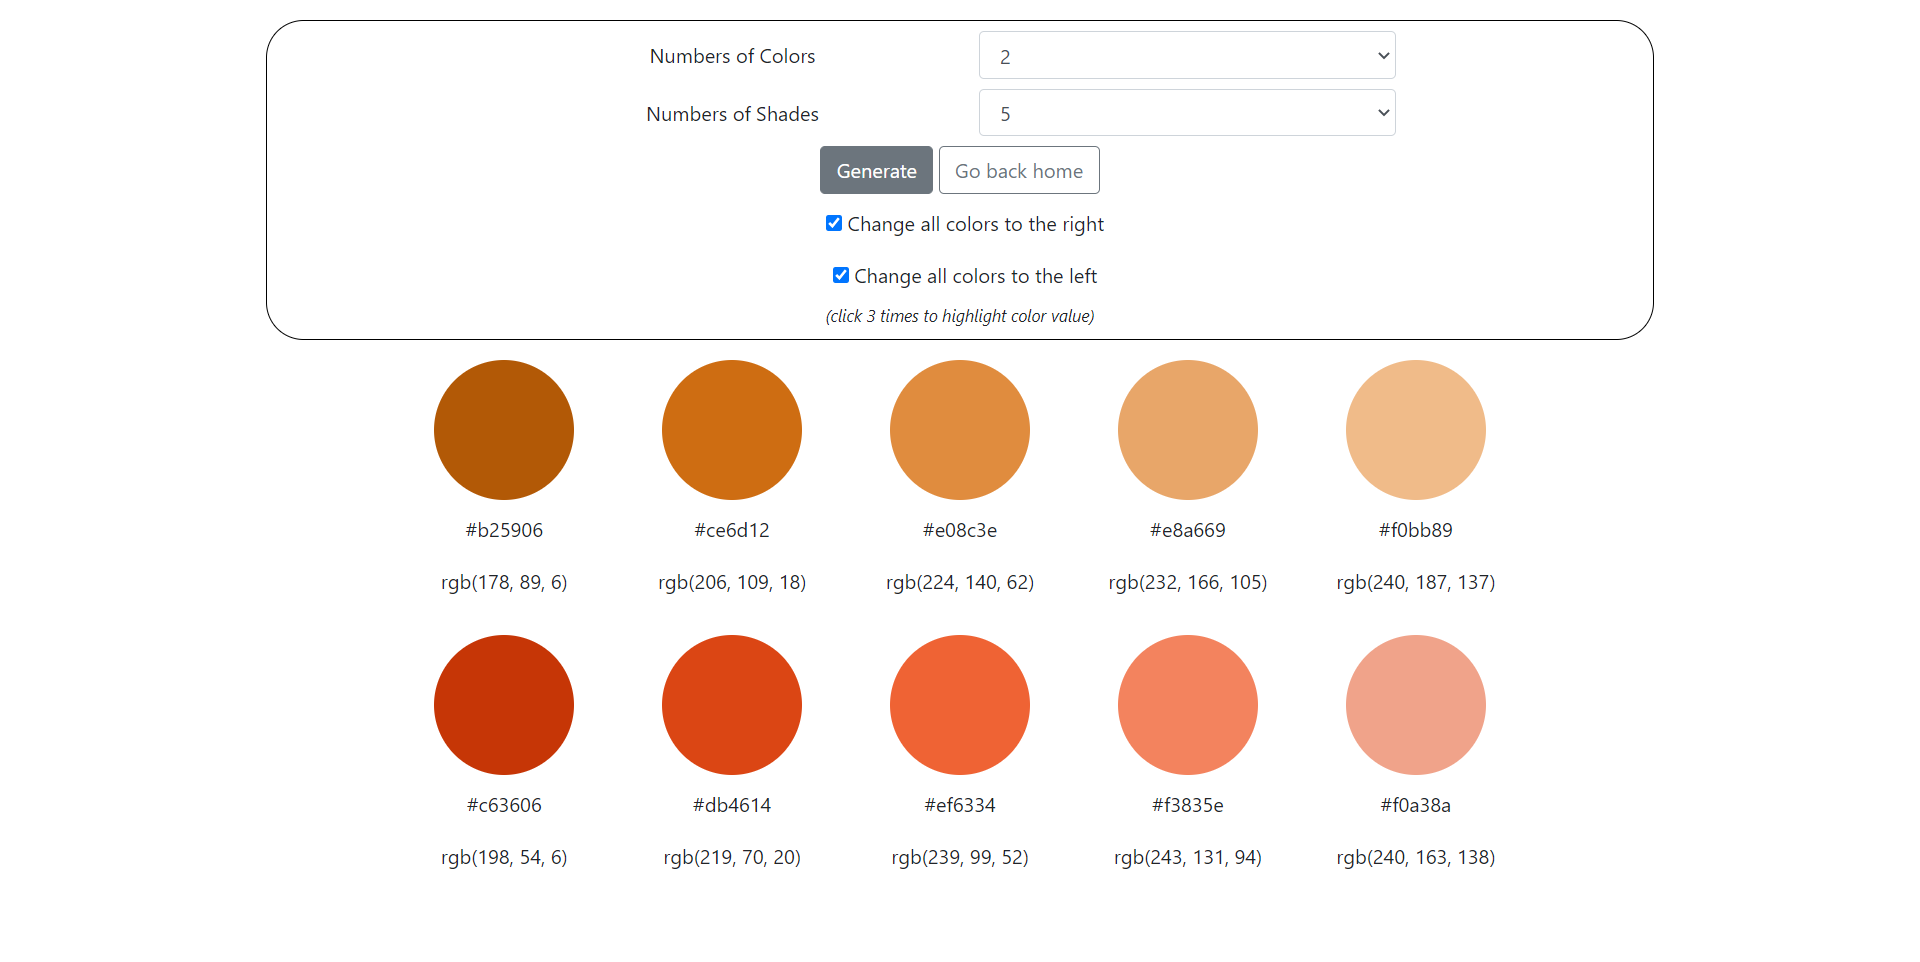 Numbers of Colors 2
Numbers of Shades 5
Generate Go back home
Change all colors to the right
Change all colors to the left
(click 3 times to highlight color value)
#b25906 #ce6d12 #e08c3e #e8a669 #f0bb89
rgb(178, 89, 6) rgb(206, 109, 18) rgb(224, 140, 62) rgb(232, 166, 105) rgb(240, 187, 137)
#c63606 #db4614 #ef6334 #f3835e #f0a38a
rgb(198, 54, 6) rgb(219, 70, 20) rgb(239, 99, 52) rgb(243, 131, 94) rgb(240, 163, 138)